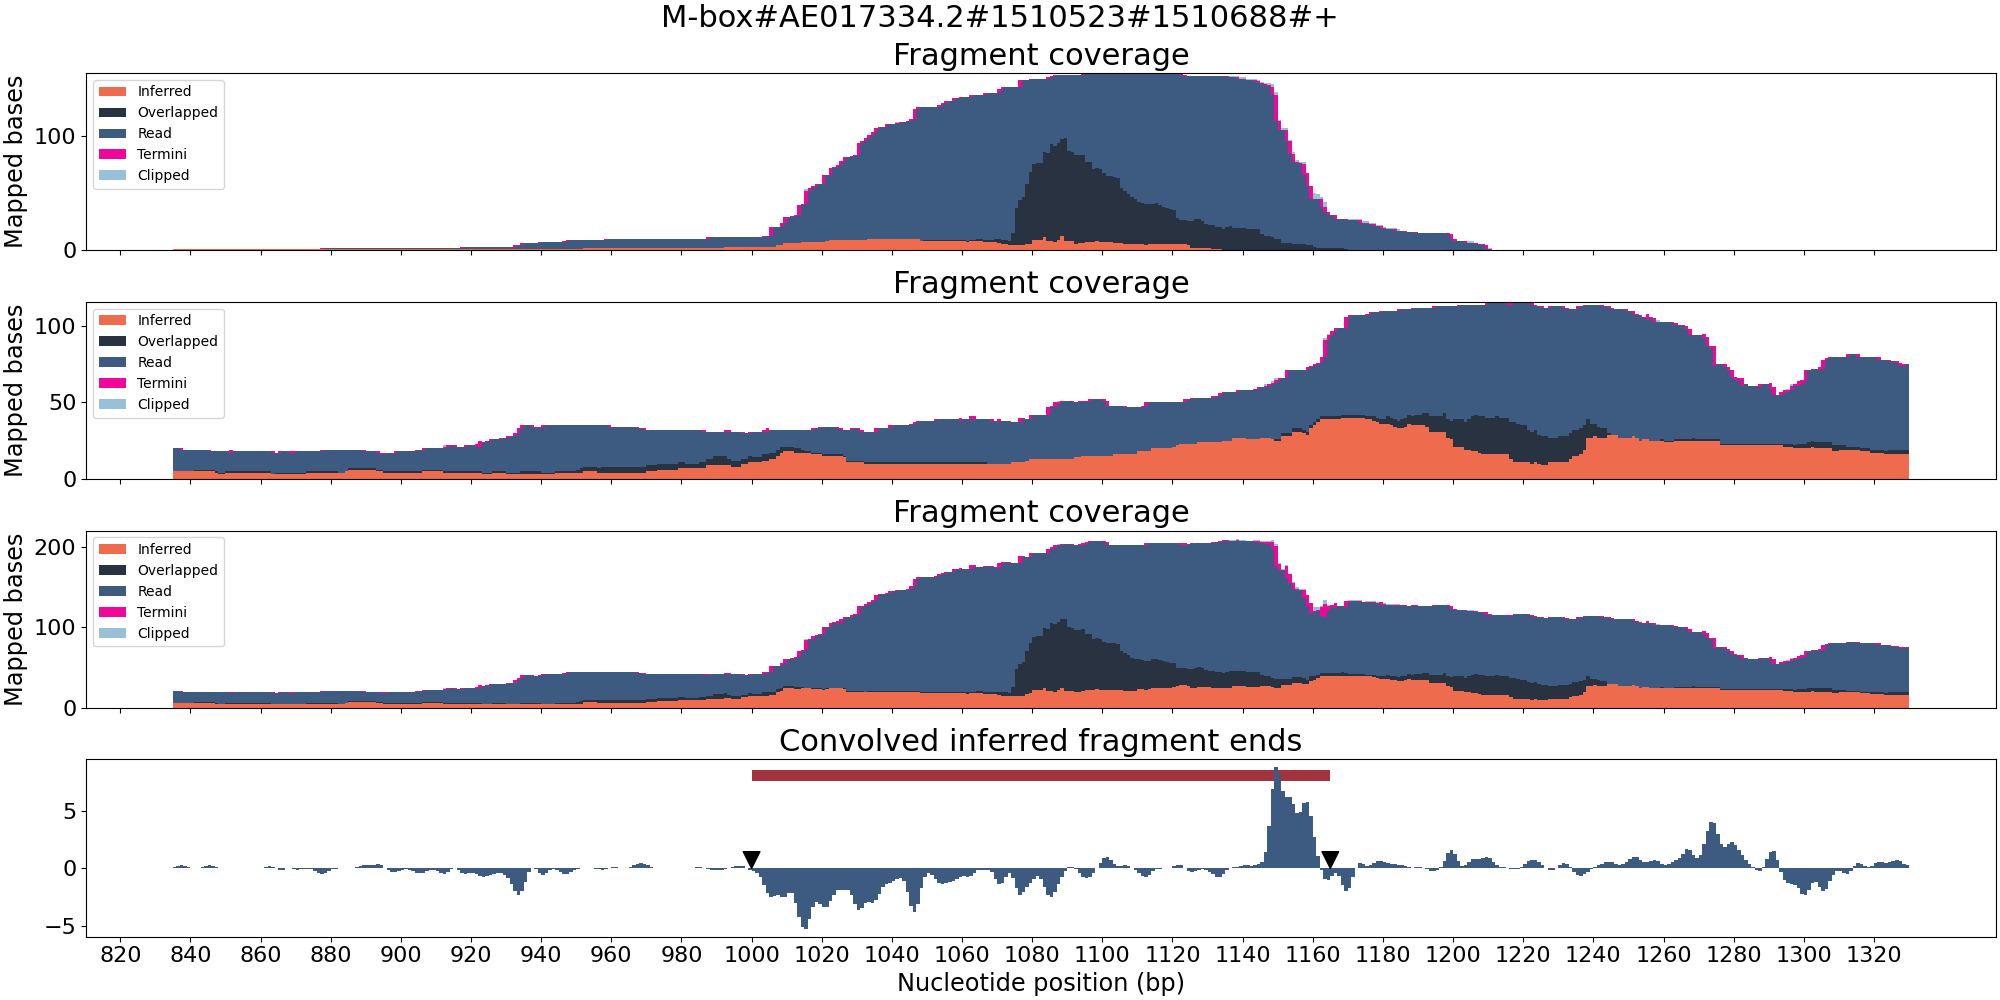 M-box#AE017334.2#1510523#1510688#+
Fragment coverage
Mapped bases
100
0
Inferred
Overlapped
Read
Termini
Clipped
Fragment coverage
Mapped bases
100
50
0
Inferred
Overlapped
Read
Termini
Clipped
Fragment coverage
Mapped bases
200
100
0
Inferred
Overlapped
Read
Termini
Clipped
Convolved inferred fragment ends
5
0
−5
820 840 860 880 900 920 940 960 980 1000 1020 1040 1060 1080 1100 1120 1140 1160 1180 1200 1220 1240 1260 1280 1300 1320
Nucleotide position (bp)